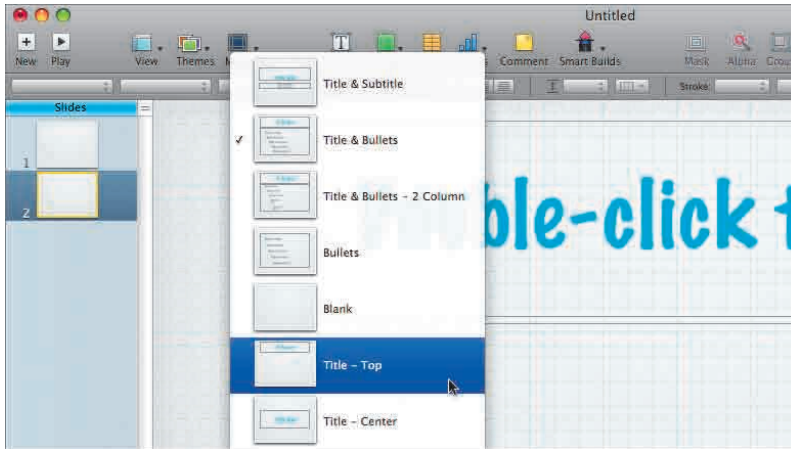 Untitled
New Play View Themes Comment Smart Builds Mask Alpha Grou
Stroke:
Slides
1
2
Title & Subtitle
✓ Title & Bullets
Title & Bullets - 2 Column
Bullets
Blank
Title - Top
Title - Center
ble-click t